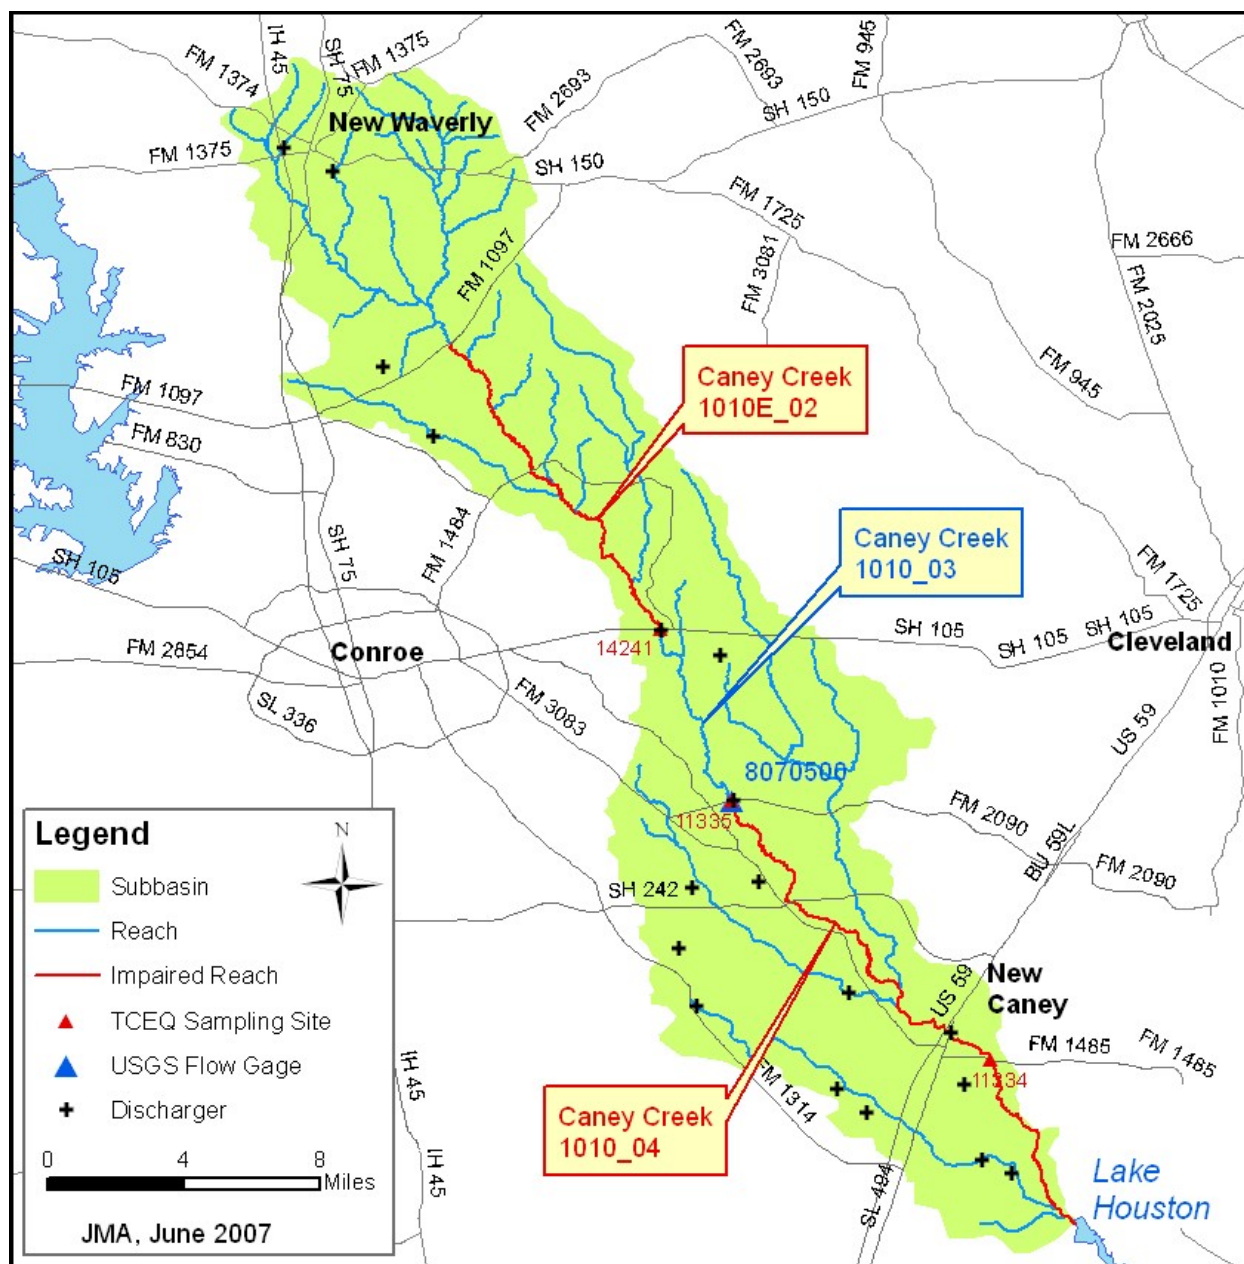 IH 45
SH 75
FM 1375
FM 1374
FM 2693
FM 945
New Waverly
FM 2693
SH 150
FM 1375
SH 150
FM 1725
FM 1097
FM 3081
FM 2666
FM 2025
Caney Creek
1010E_02
FM 945
FM 1097
FM 830
FM 1484
SH 75
SH 105
Caney Creek
1010_03
FM 1725
SH 105
SH 105
SH 105
Cleveland
14241
Conroe
FM 2854
FM 3083
SL 336
US 59
FM 1010
8070500
11335
FM 2090
BU 59L
FM 2090
SH 242
New
Caney
US 59
FM 1485
FM 1485
11334
FM 1314
Caney Creek
1010_04
IH 45
IH 45
SL 494
Lake
Houston
Legend
N
Subbasin
Reach
Impaired Reach
TCEQ Sampling Site
USGS Flow Gage
Discharger
0 4 8
Miles
JMA, June 2007